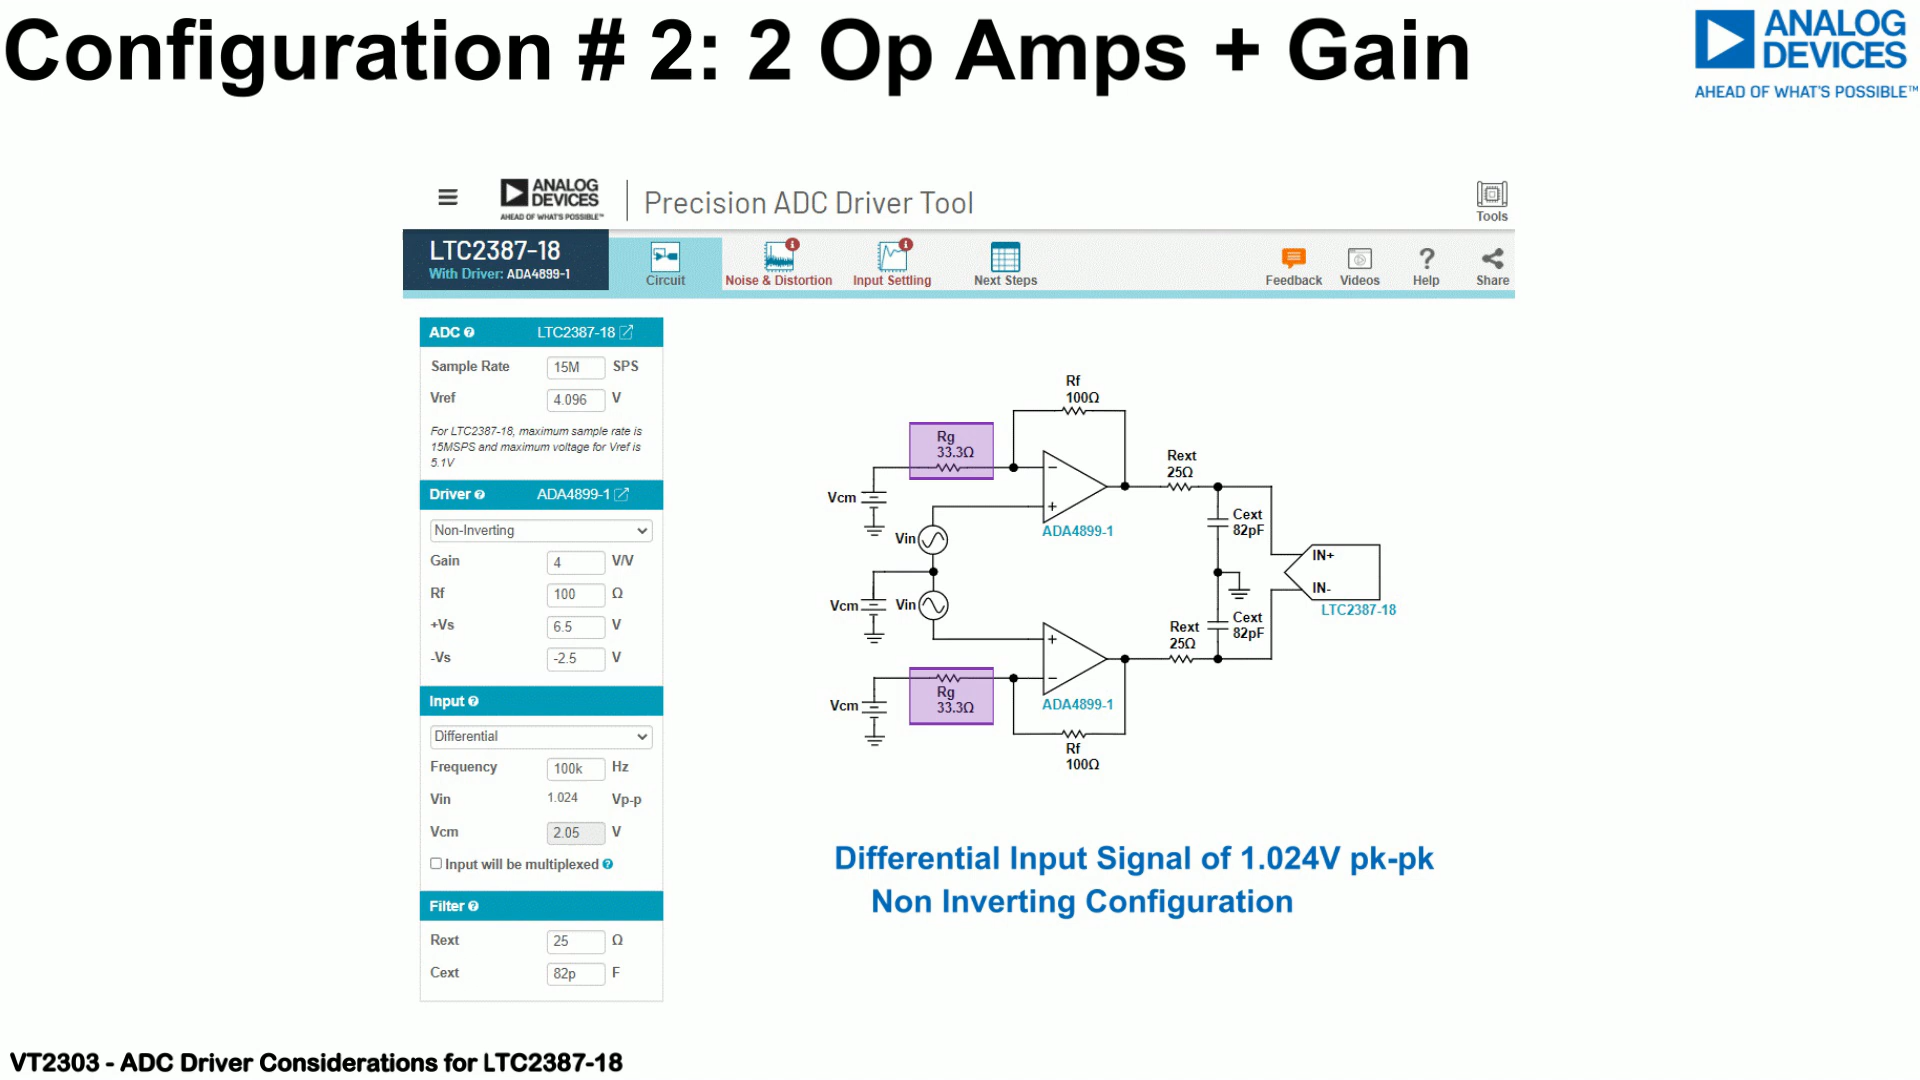 Configuration # 2: 2 Op Amps + Gain
ANALOG
DEVICES
AHEAD OF WHAT'S POSSIBLE™
ANALOG
DEVICES
AHEAD OF WHAT'S POSSIBLE™
Precision ADC Driver Tool
Tools
LTC2387-18
With Driver: ADA4899-1
Circuit
Noise & Distortion
Input Settling
Next Steps
Feedback
Videos
Help
Share
ADC LTC2387-18
Sample Rate 15M SPS
Vref 4.096 V
For LTC2387-18, maximum sample rate is
15MSPS and maximum voltage for Vref is
5.1V
Driver ADA4899-1
Non-Inverting
Gain 4 V/V
Rf 100 Ω
+Vs 6.5 V
-Vs -2.5 V
Input
Differential
Frequency 100k Hz
Vin 1.024 Vp-p
Vcm 2.05 V
Input will be multiplexed
Filter
Rext 25 Ω
Cext 82p F
Rf
100Ω
Rg
33.3Ω
Vcm
Vin
ADA4899-1
Rext
25Ω
Cext
82pF
IN+
IN-
LTC2387-18
Vcm
Vin
Cext
82pF
Rext
25Ω
Vcm
Rg
33.3Ω
ADA4899-1
Rf
100Ω
Differential Input Signal of 1.024V pk-pk
Non Inverting Configuration
VT2303 - ADC Driver Considerations for LTC2387-18